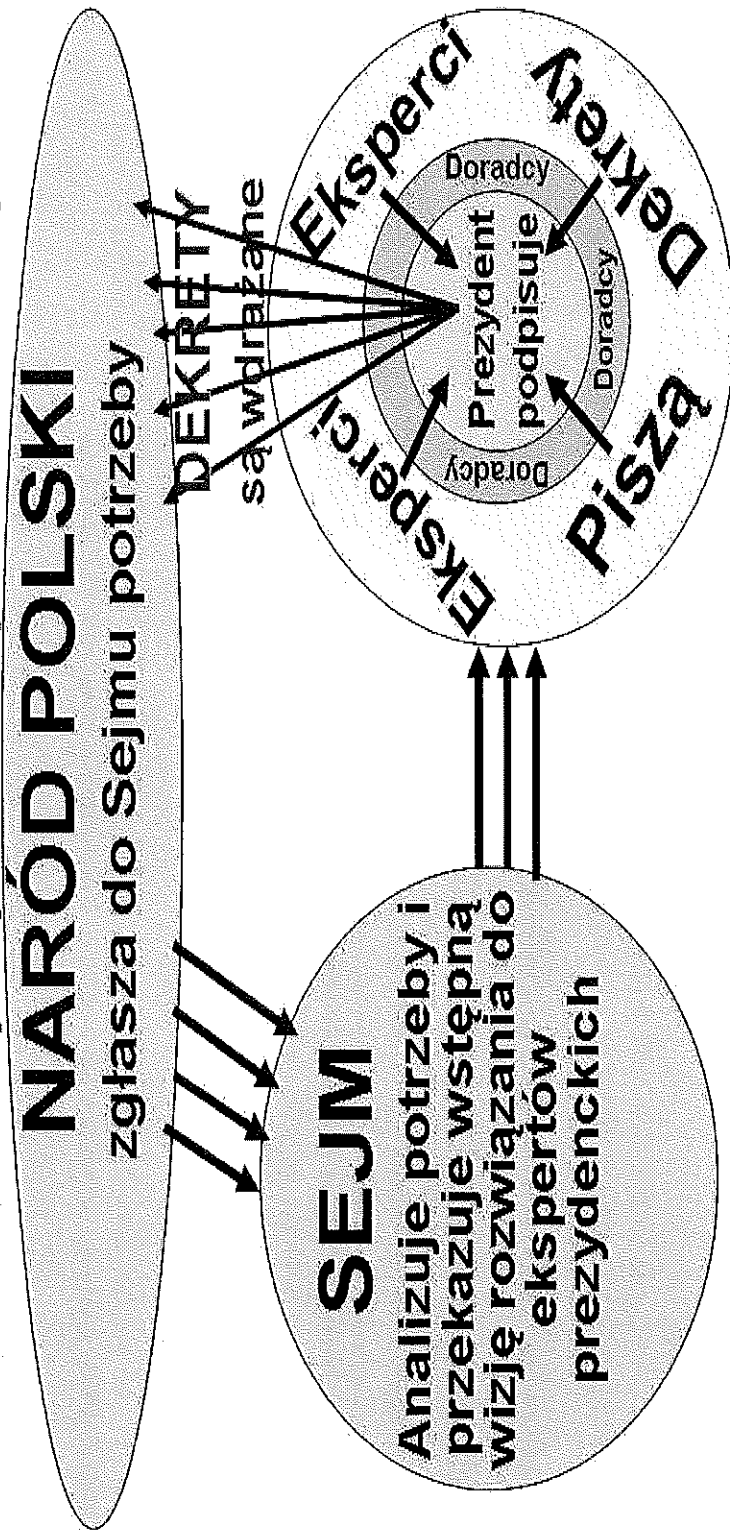 NARÓD POLSKI
zgłasza do Sejmu potrzeby
DEKRETY
są wdrażane
SEJM
Analizuje potrzeby i
przekazuje wstępną
wizję rozwiązania do
ekspertów
prezydenckich
Eksperci
Eksperci
Piszą
Dekrety
Doradcy
Doradcy
Doradcy
Prezydent
podpisuje